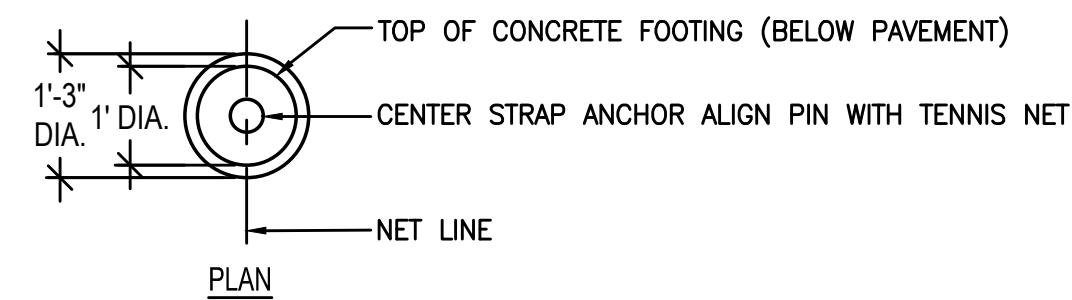 TOP OF CONCRETE FOOTING (BELOW PAVEMENT)
1'-3"
DIA.
1' DIA.
CENTER STRAP ANCHOR ALIGN PIN WITH TENNIS NET
NET LINE
PLAN